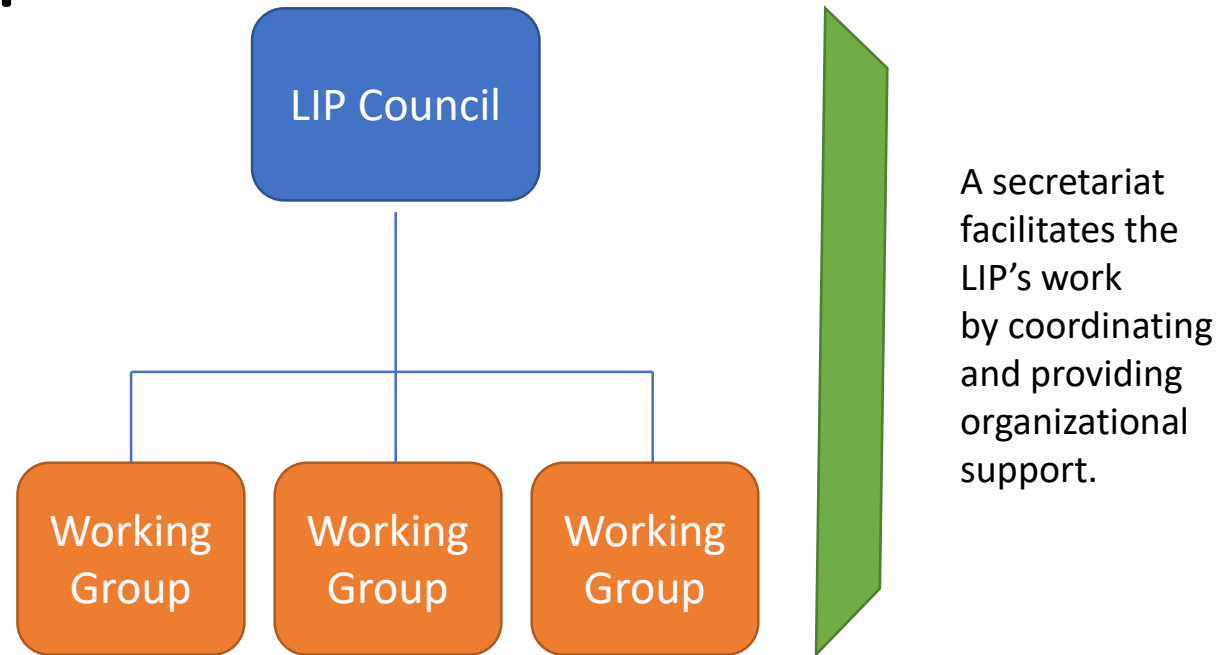 LIP Council
A secretariat
facilitates the
LIP’s work
by coordinating
and providing
organizational
support.
Working
Group
Working
Group
Working
Group